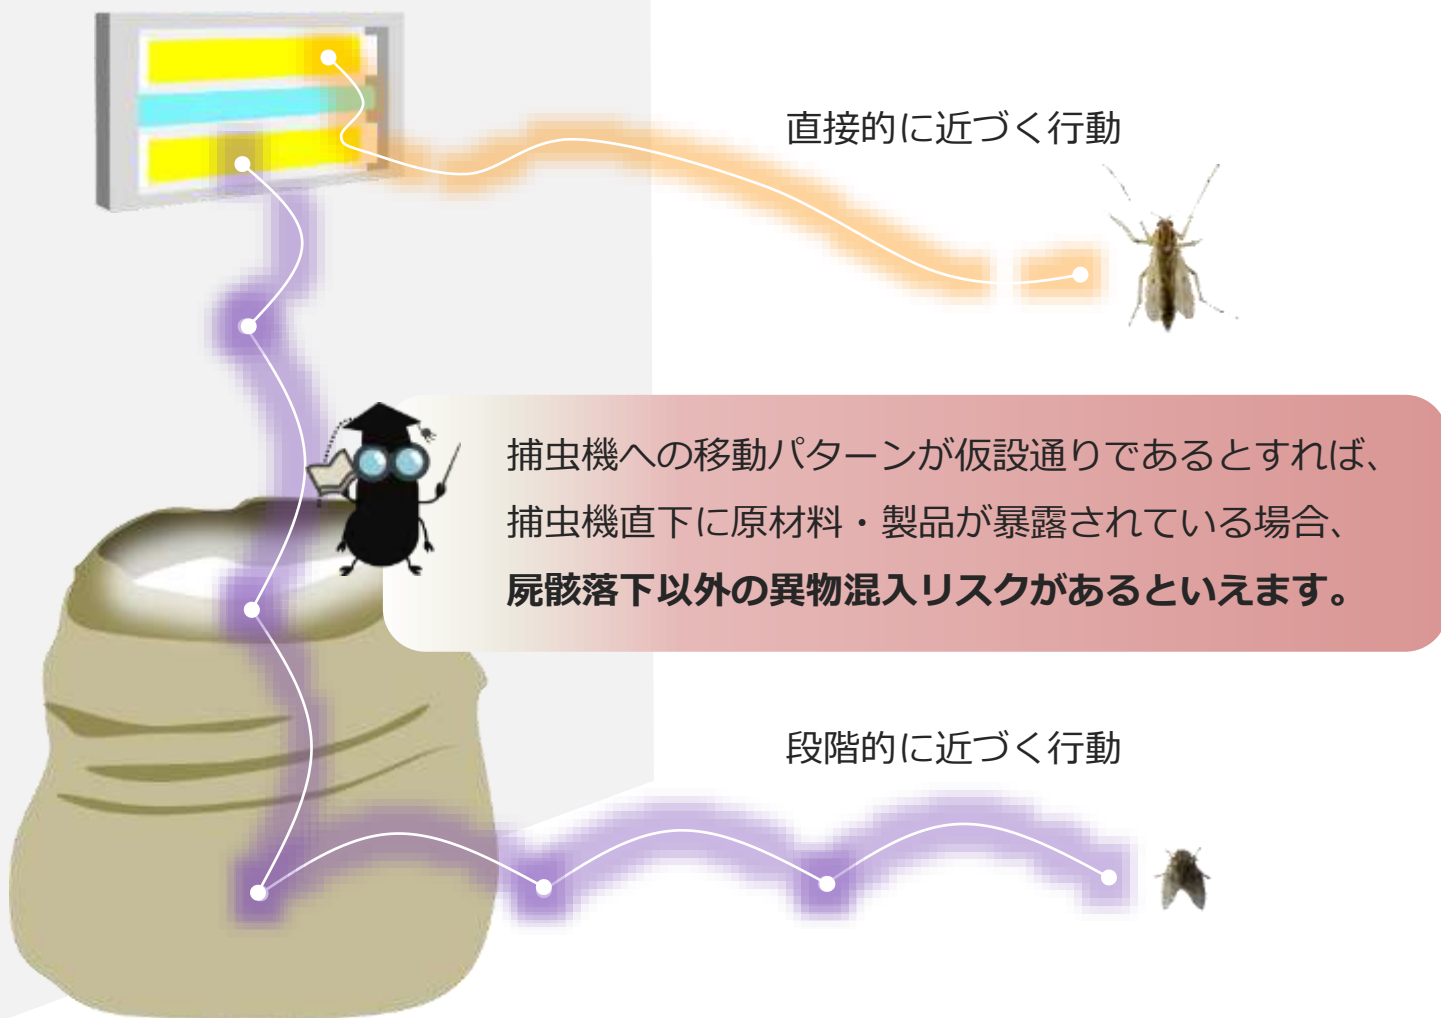 直接的に近づく行動
捕虫機への移動パターンが仮設通りであるとすれば、
捕虫機直下に原材料・製品が暴露されている場合、
屍骸落下以外の異物混入リスクがあるといえます。
段階的に近づく行動